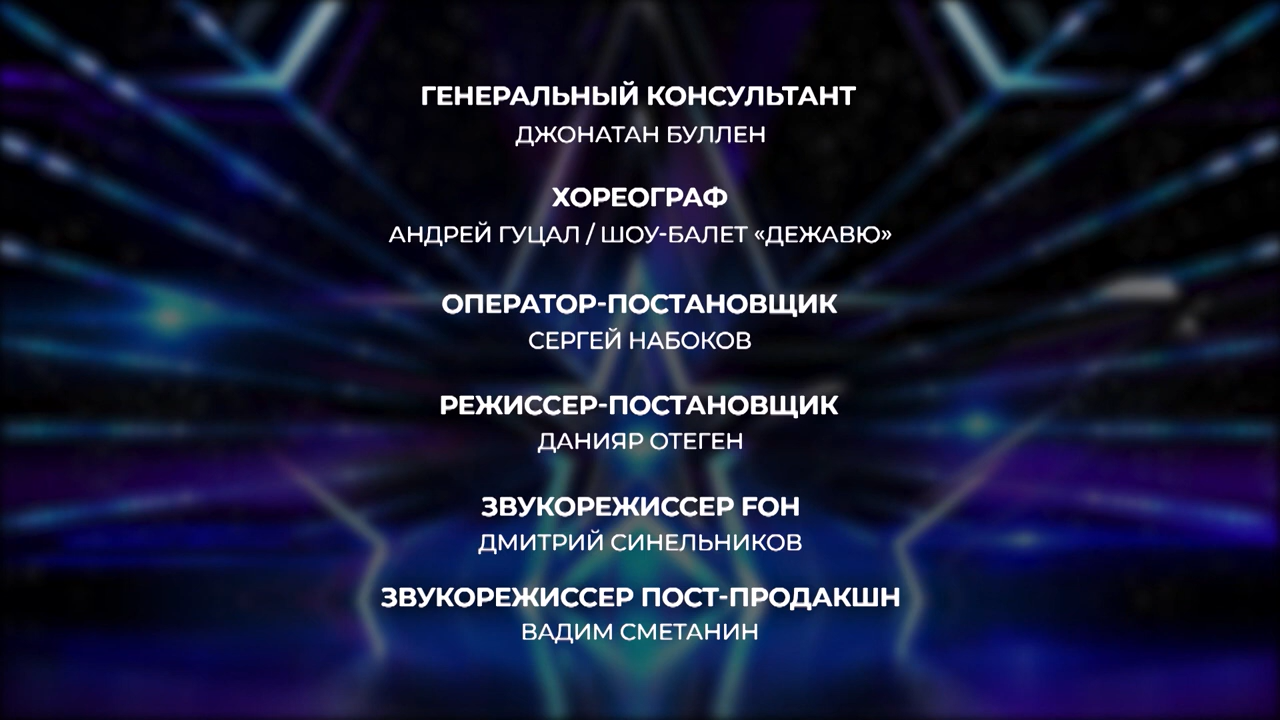 ГЕНЕРАЛЬНЫЙ КОНСУЛЬТАНТ
ДЖОНАТАН БУЛЛЕН
ХОРЕОГРАФ
АНДРЕЙ ГУЦАЛ / ШОУ-БАЛЕТ «ДЕЖАВЮ»
ОПЕРАТОР-ПОСТАНОВЩИК
СЕРГЕЙ НАБОКОВ
РЕЖИССЕР-ПОСТАНОВЩИК
ДАНИЯР ОТЕГЕН
ЗВУКОРЕЖИССЕР FOH
ДМИТРИЙ СИНЕЛЬНИКОВ
ЗВУКОРЕЖИССЕР ПОСТ-ПРОДАКШН
ВАДИМ СМЕТАНИН